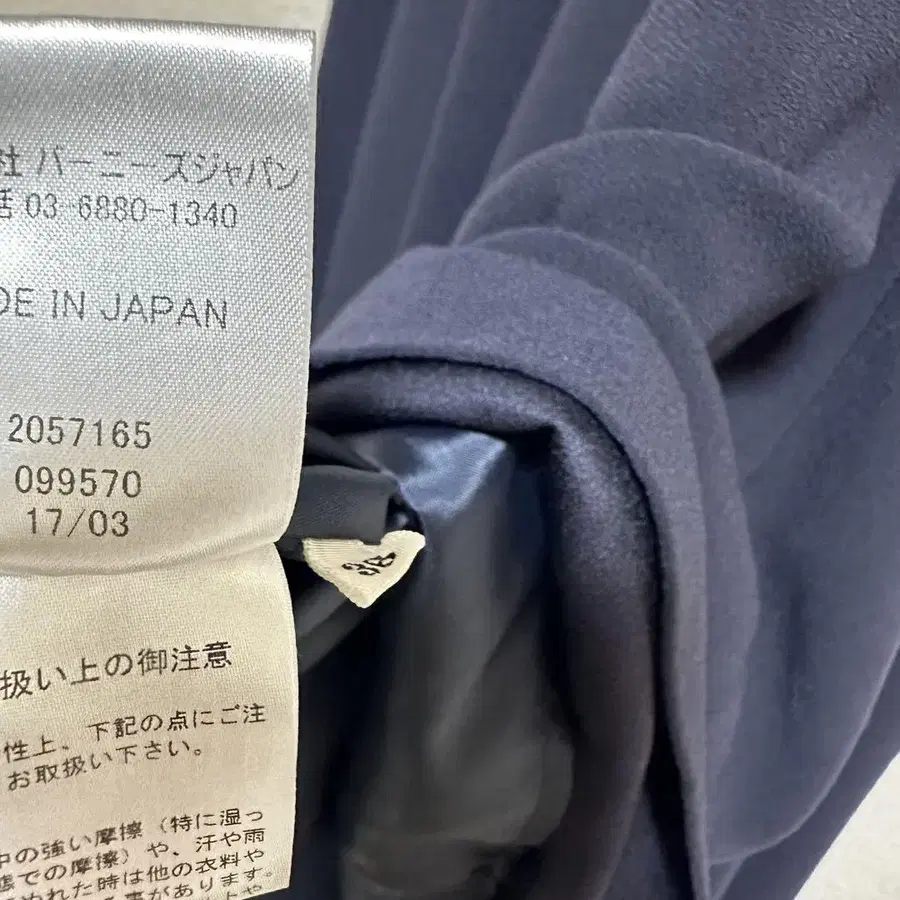 社 バーニーズジャパン
話 03-6880-1340
DE IN JAPAN
2057165
099570
17/03
36
扱い上の御注意
性上、下記の点にご注
お取扱い下さい。
中の強い摩擦（特に湿っ
態での摩擦）や、汗や雨
ぬれた時は他の衣料や
事があります。